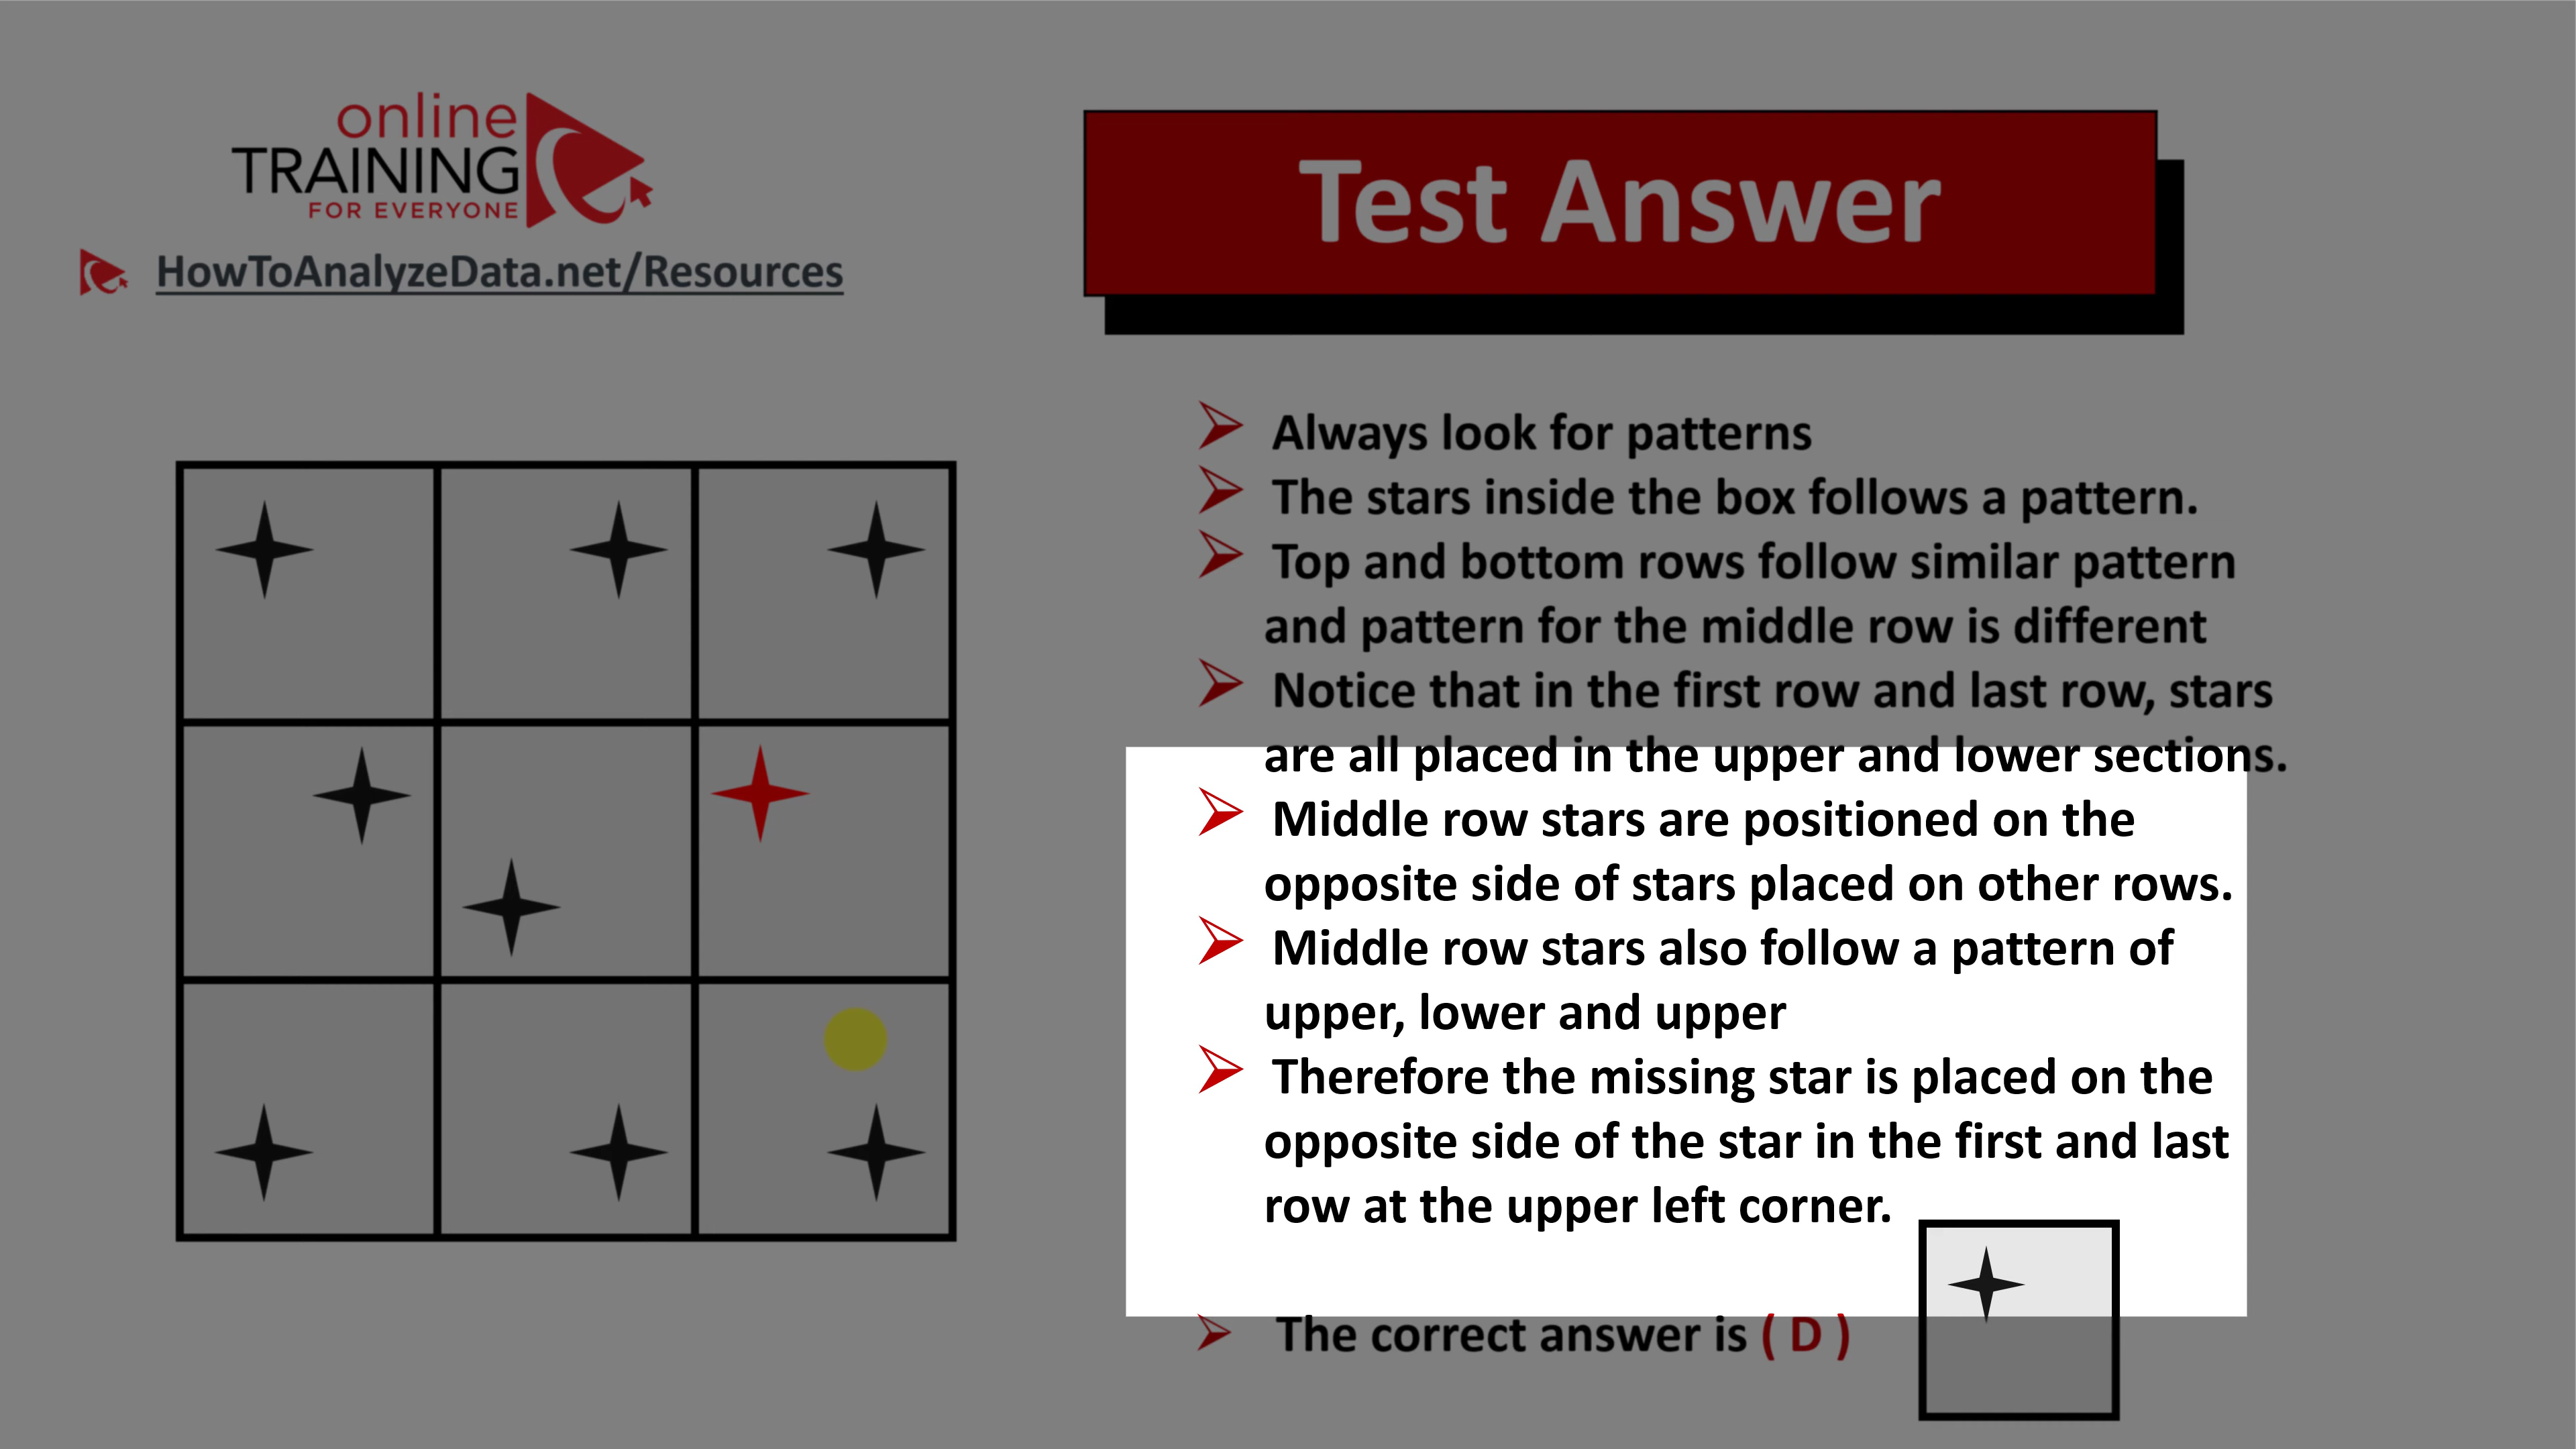 online
TRAINING
FOR EVERYONE
HowToAnalyzeData.net/Resources
Test Answer
Always look for patterns
The stars inside the box follows a pattern.
Top and bottom rows follow similar pattern
and pattern for the middle row is different
Notice that in the first row and last row, stars
are all placed in the upper and lower sections.
Middle row stars are positioned on the
opposite side of stars placed on other rows.
Middle row stars also follow a pattern of
upper, lower and upper
Therefore the missing star is placed on the
opposite side of the star in the first and last
row at the upper left corner.
The correct answer is ( D )